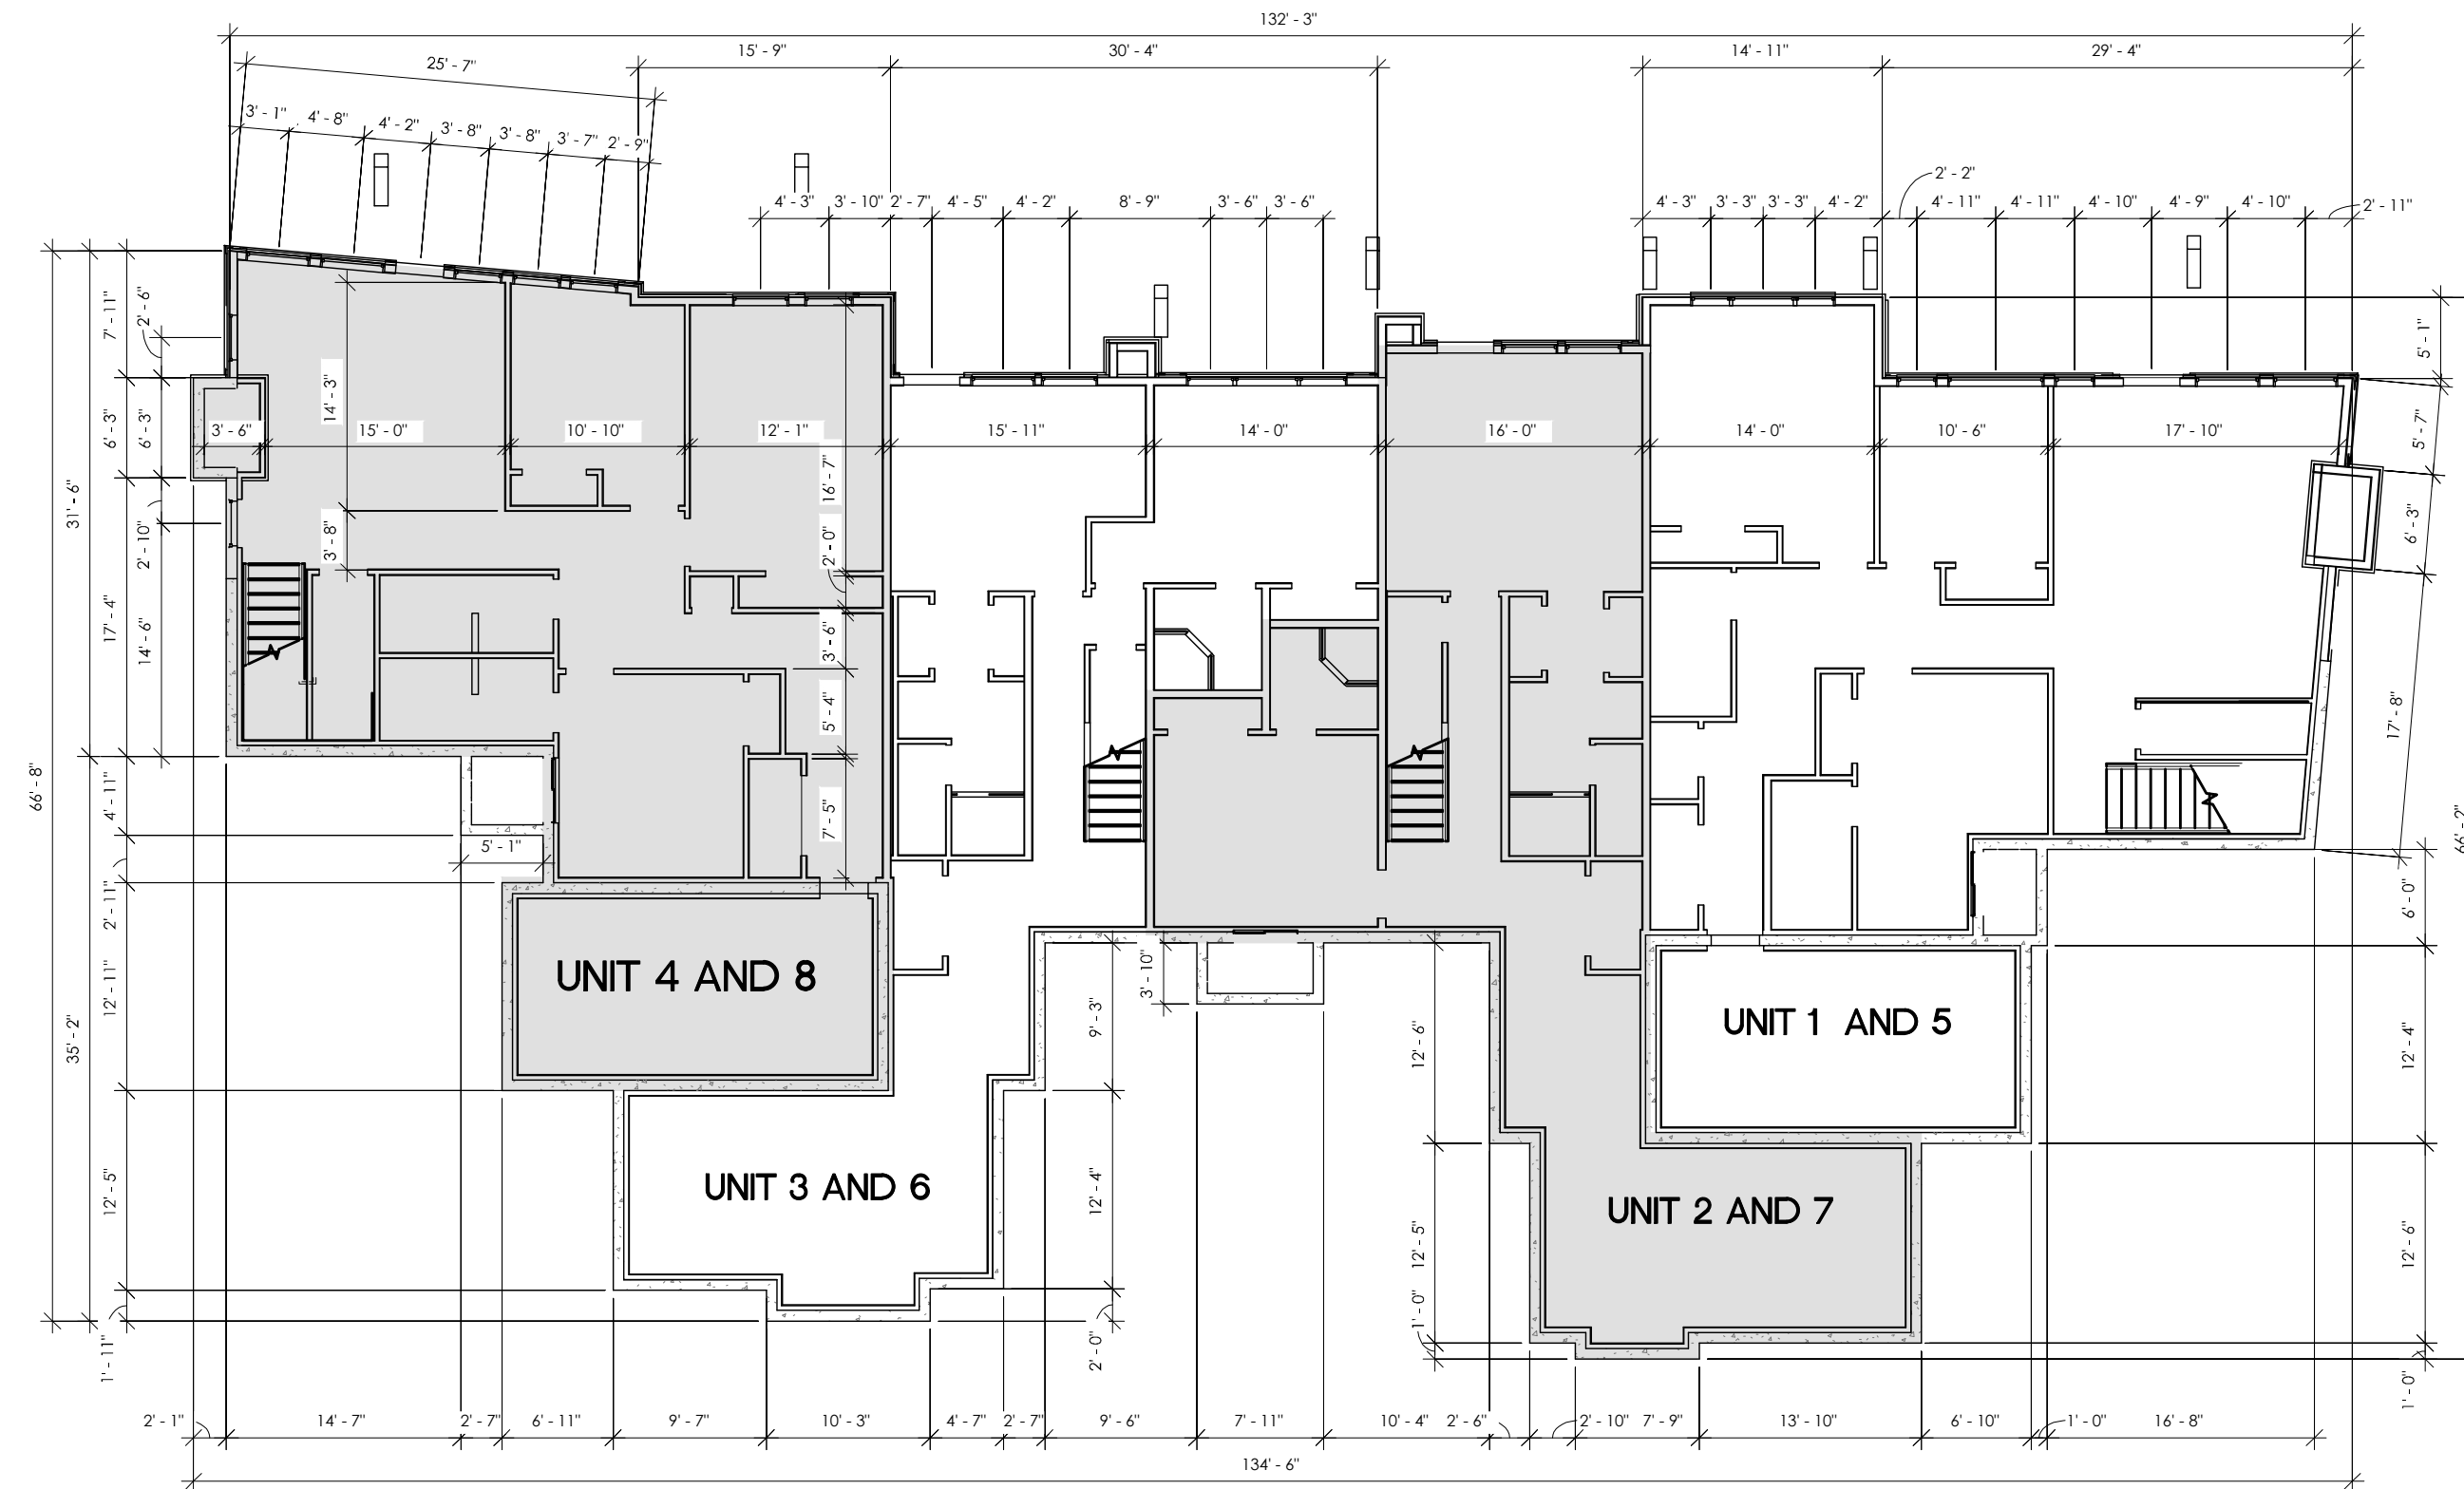 132' - 3"
15' - 9"
30' - 4"
14' - 11"
29' - 4"
25' - 7"
3' - 1"
4' - 8"
4' - 2"
3' - 8"
3' - 8"
3' - 7"
2' - 9"
2' - 2"
4' - 3"
3' - 10"
2' - 7"
4' - 5"
4' - 2"
8' - 9"
3' - 6"
3' - 6"
4' - 3"
3' - 3"
3' - 3"
4' - 2"
4' - 11"
4' - 11"
4' - 10"
4' - 9"
4' - 10"
2' - 11"
7' - 11"
2' - 6"
5' - 1"
14' - 3"
6' - 3"
6' - 3"
3' - 6"
15' - 0"
10' - 10"
12' - 1"
15' - 11"
14' - 0"
16' - 0"
14' - 0"
10' - 6"
17' - 10"
5' - 7"
31' - 6"
16' - 7"
2' - 10"
3' - 8"
2' - 0"
6' - 3"
17' - 4"
14' - 6"
3' - 6"
5' - 4"
17' - 8"
66' - 8"
4' - 11"
7' - 5"
66' - 2"
5' - 1"
2' - 11"
6' - 0"
UNIT 4 AND 8
12' - 11"
3' - 10"
9' - 3"
UNIT 1 AND 5
35' - 2"
12' - 6"
12' - 4"
UNIT 3 AND 6
12' - 5"
12' - 4"
UNIT 2 AND 7
12' - 5"
12' - 6"
1' - 0"
1' - 11"
2' - 0"
1' - 0"
2' - 1"
14' - 7"
2' - 7"
6' - 11"
9' - 7"
10' - 3"
4' - 7"
2' - 7"
9' - 6"
7' - 11"
10' - 4"
2' - 6"
2' - 10"
7' - 9"
13' - 10"
6' - 10"
1' - 0"
16' - 8"
134' - 6"